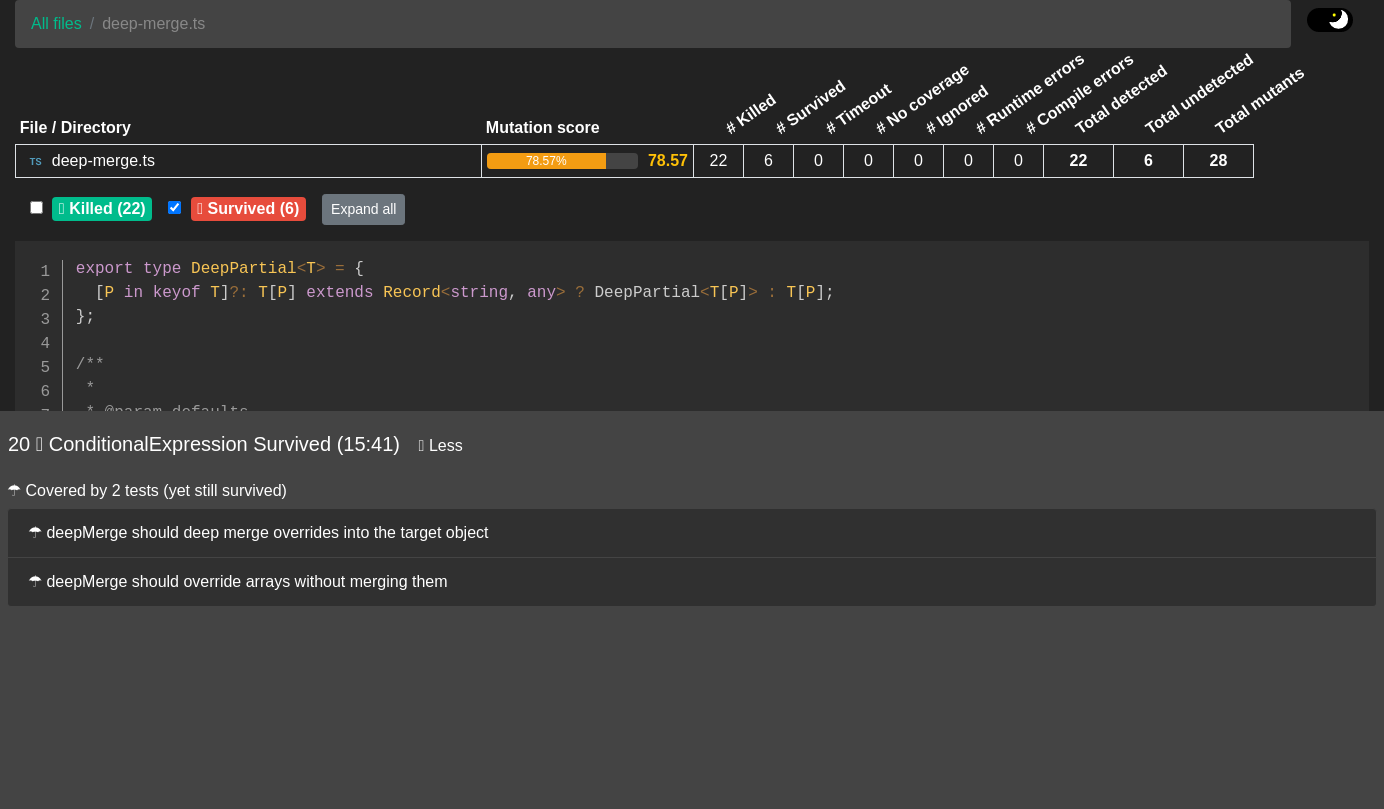 All files / deep-merge.ts
File / Directory Mutation score # Killed # Survived # Timeout # No coverage # Ignored # Runtime errors # Compile errors Total detected Total undetected Total mutants
TS deep-merge.ts 78.57% 78.57 22 6 0 0 0 0 0 22 6 28
Killed (22) Survived (6) Expand all
1 export type DeepPartial<T> = {
2   [P in keyof T]?: T[P] extends Record<string, any> ? DeepPartial<T[P]> : T[P];
3 };
4
5 /**
6  *
7  * @param defaults
20 ConditionalExpression Survived (15:41) Less
☂ Covered by 2 tests (yet still survived)
☂ deepMerge should deep merge overrides into the target object
☂ deepMerge should override arrays without merging them